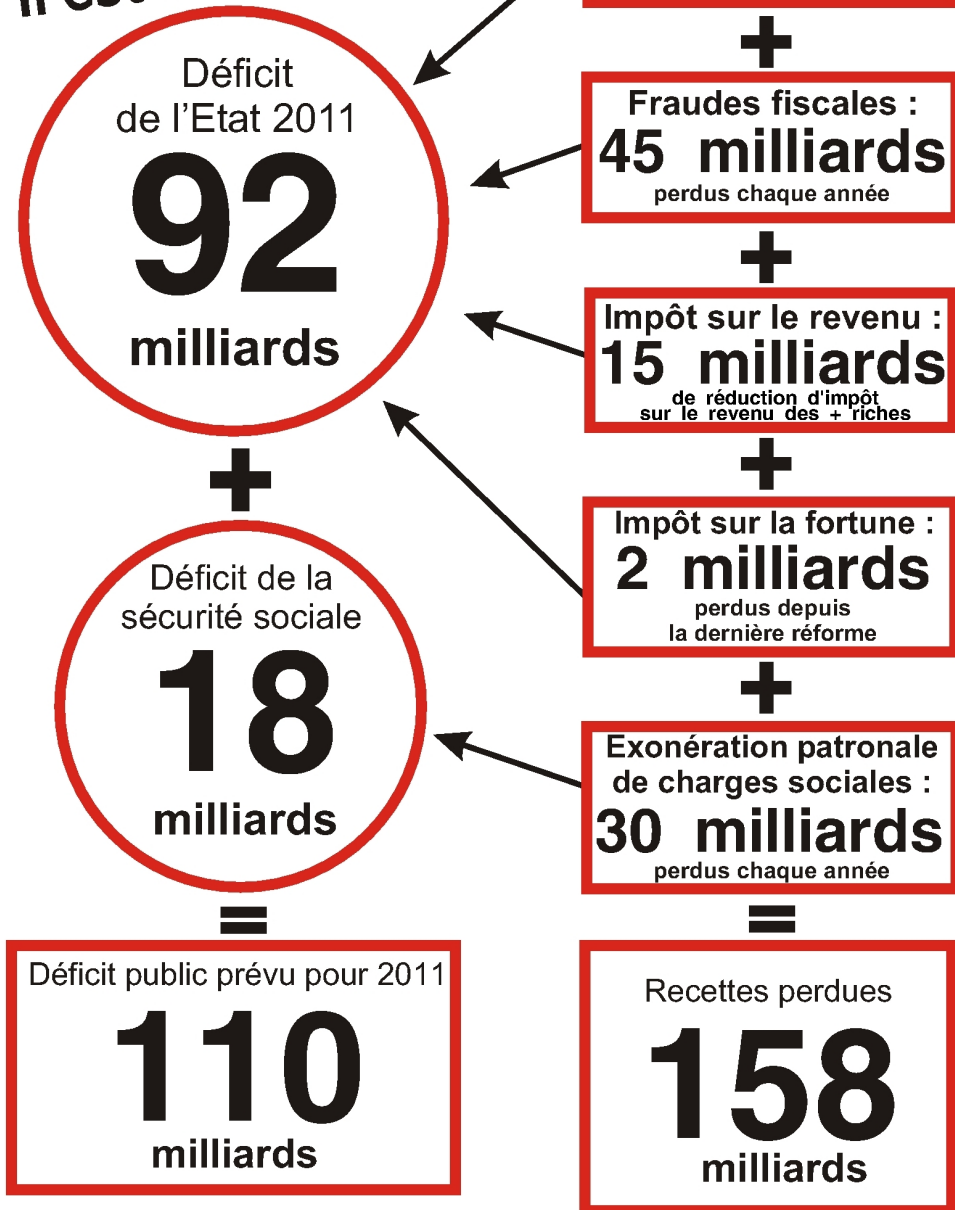 Déficit
de l'Etat 2011
92
milliards
+
Déficit de la
sécurité sociale
18
milliards
=
Déficit public prévu pour 2011
110
milliards
+
Fraudes fiscales :
45 milliards
perdus chaque année
+
Impôt sur le revenu :
15 milliards
de réduction d'impôt
sur le revenu des + riches
+
Impôt sur la fortune :
2 milliards
perdus depuis
la dernière réforme
+
Exonération patronale
de charges sociales :
30 milliards
perdus chaque année
=
Recettes perdues
158
milliards